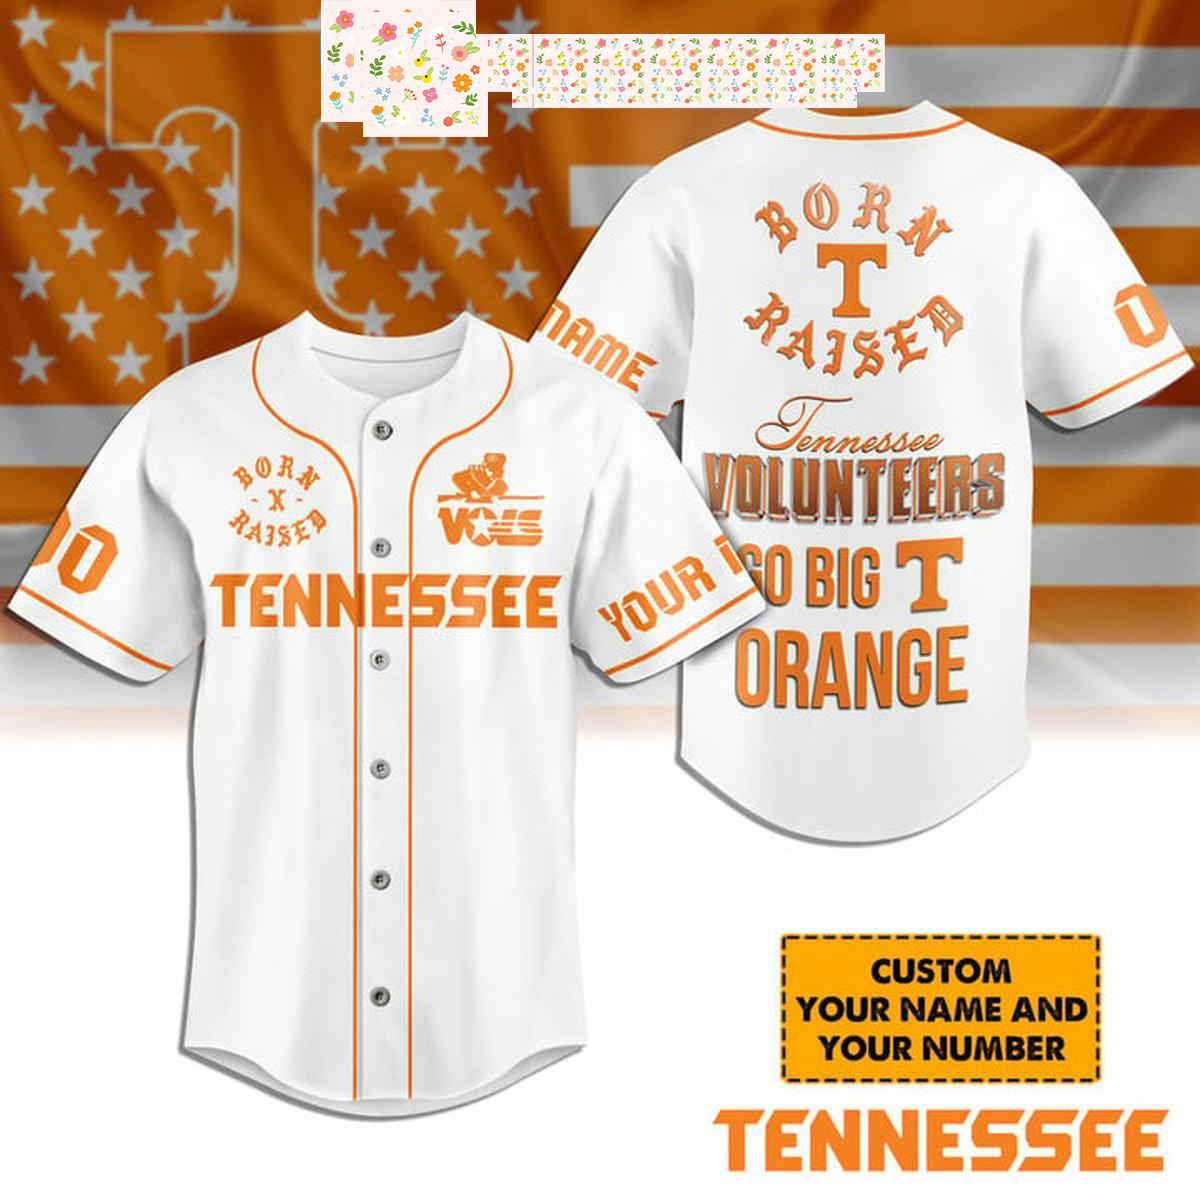 BORN
T
RAISED
NAME
00
Tennessee
VOLUNTEERS
GO BIG T
ORANGE
BORN
- X -
RAISED
VOLS
TENNESSEE
00
YOUR N
CUSTOM
YOUR NAME AND
YOUR NUMBER
TENNESSEE